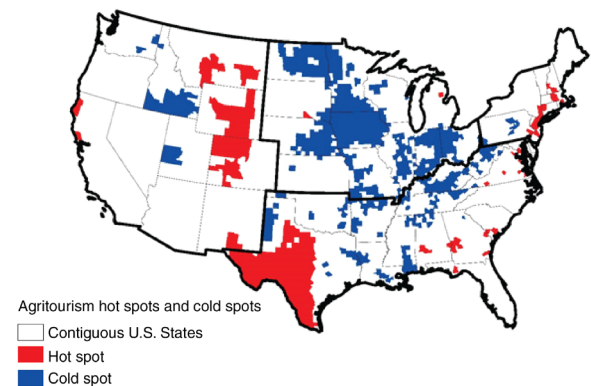 Agritourism hot spots and cold spots
Contiguous U.S. States
Hot spot
Cold spot